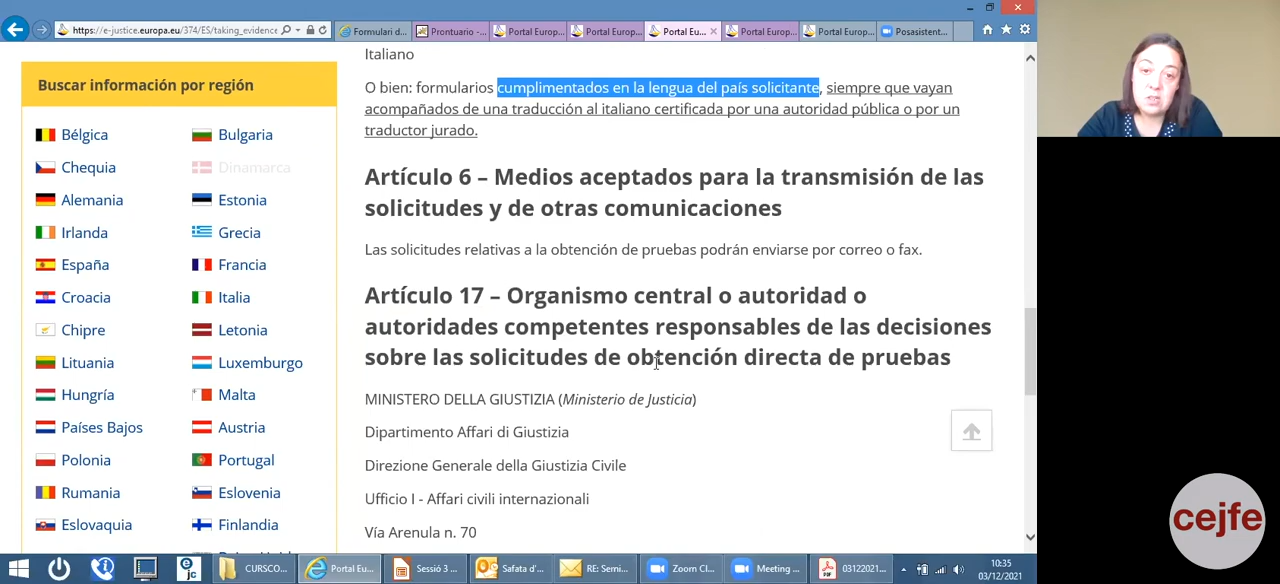 https://e-justice.europa.eu/374/ES/taking_evidence
Formulari d...
Prontuario -...
Portal Europ...
Portal Europ...
Portal Eu...
Portal Europ...
Portal Europ...
Posasistent...
Buscar información por región
Bélgica
Bulgaria
Chequia
Dinamarca
Alemania
Estonia
Irlanda
Grecia
España
Francia
Croacia
Italia
Chipre
Letonia
Lituania
Luxemburgo
Hungría
Malta
Países Bajos
Austria
Polonia
Portugal
Rumania
Eslovenia
Eslovaquia
Finlandia
Italiano
O bien: formularios cumplimentados en la lengua del país solicitante, siempre que vayan
acompañados de una traducción al italiano certificada por una autoridad pública o por un
traductor jurado.
Artículo 6 – Medios aceptados para la transmisión de las
solicitudes y de otras comunicaciones
Las solicitudes relativas a la obtención de pruebas podrán enviarse por correo o fax.
Artículo 17 – Organismo central o autoridad o
autoridades competentes responsables de las decisiones
sobre las solicitudes de obtención directa de pruebas
MINISTERO DELLA GIUSTIZIA (Ministerio de Justicia)
Dipartimento Affari di Giustizia
Direzione Generale della Giustizia Civile
Ufficio I - Affari civili internazionali
Vía Arenula n. 70
cejfe
CURSCO...
Portal Eu...
Sessió 3 ...
Safata d'...
RE: Semi...
Zoom Cl...
Meeting ...
03122021...
10:35
03/12/2021